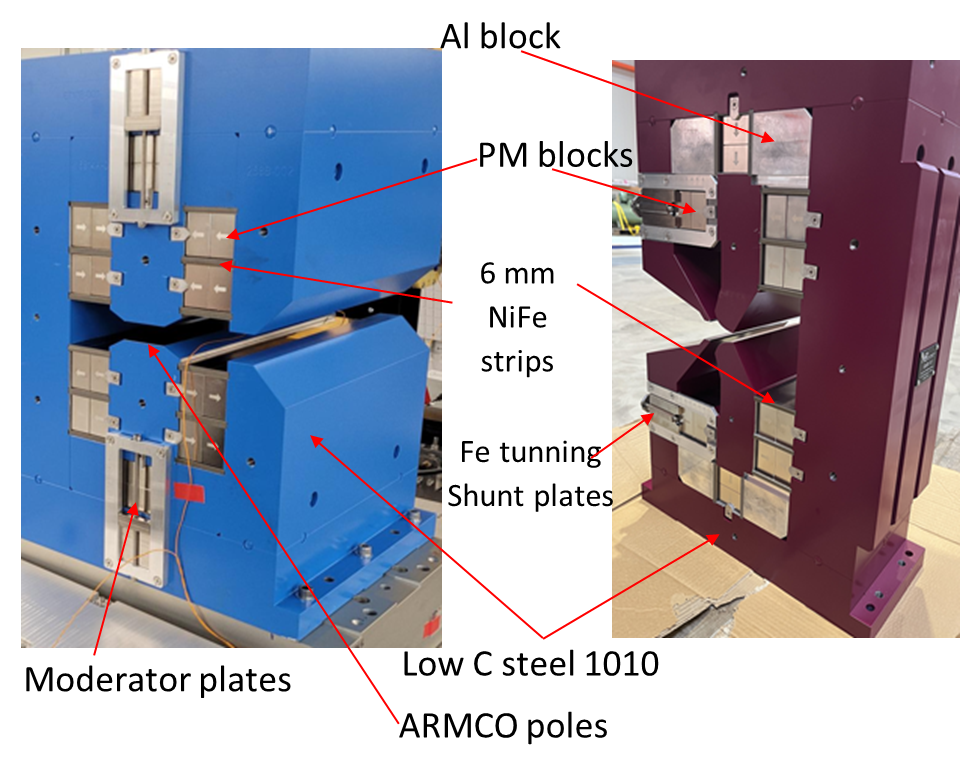 Al block
PM blocks
6 mm
NiFe
strips
Fe tunning
Shunt plates
Low C steel 1010
Moderator plates
ARMCO poles